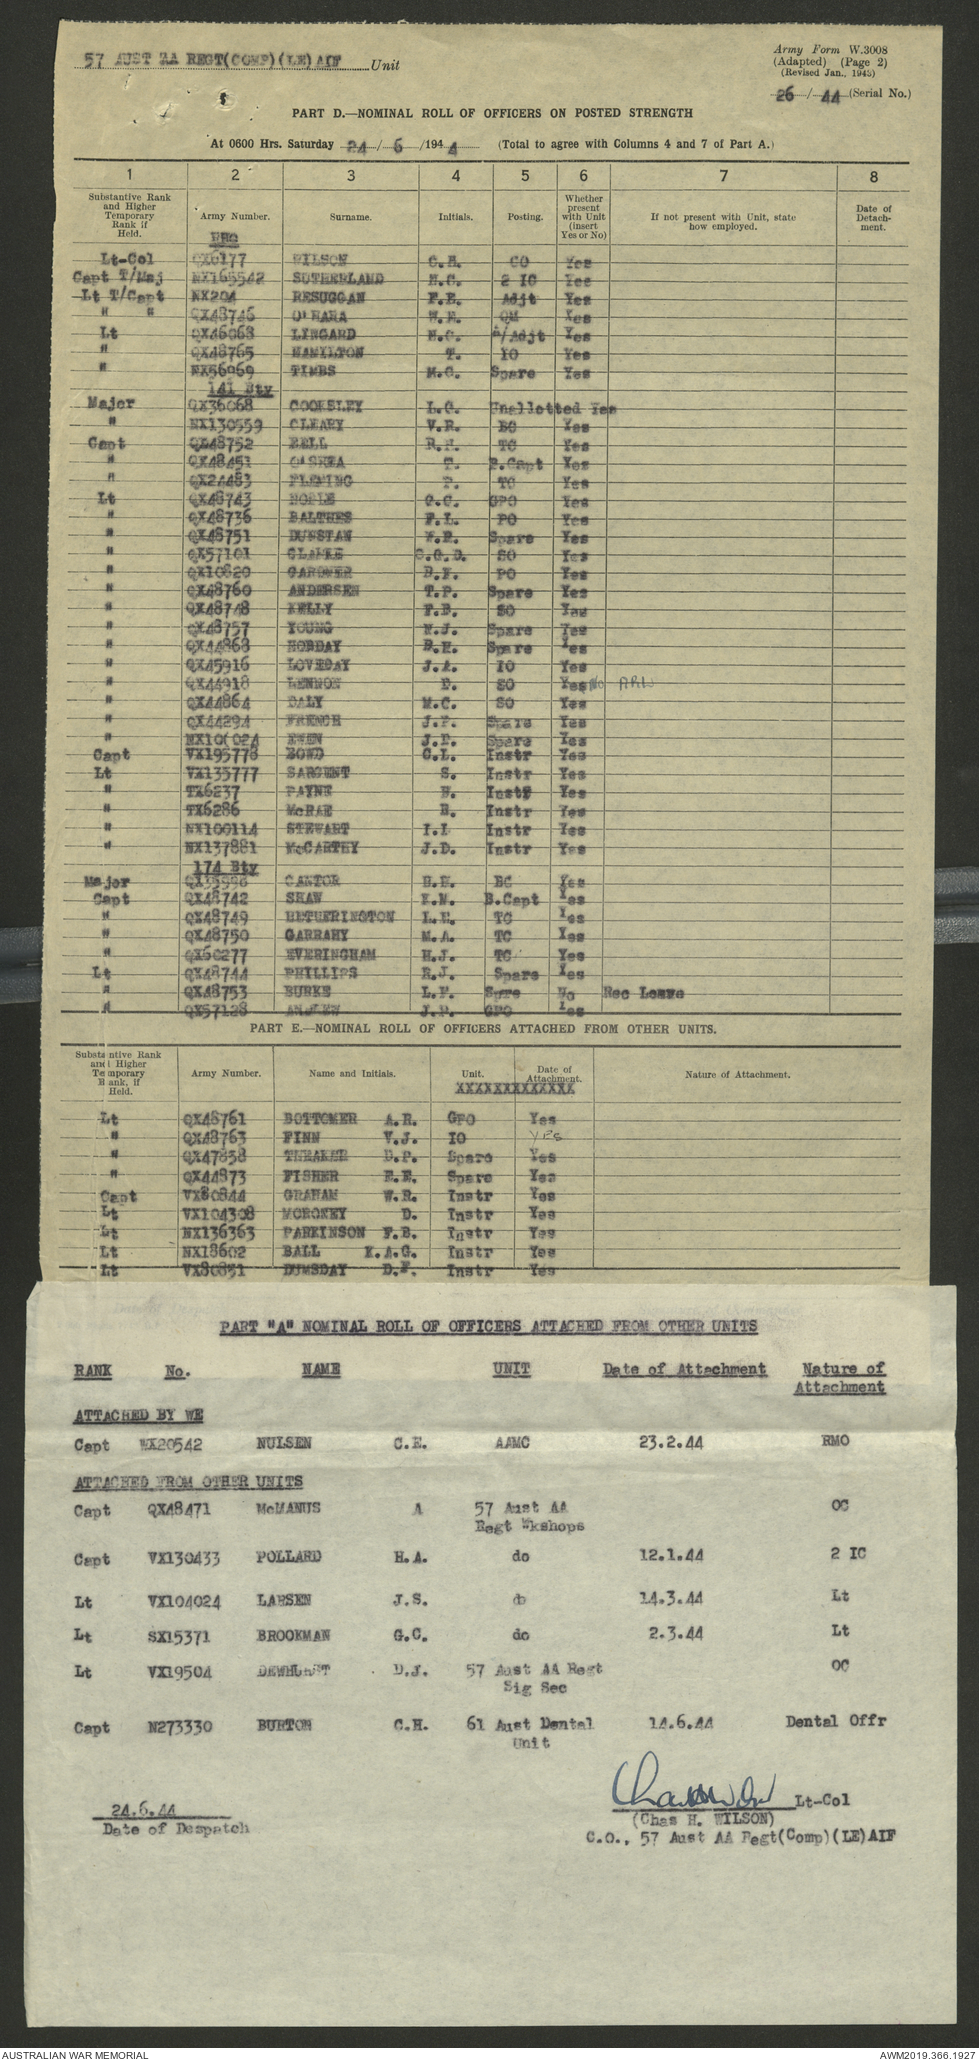 57 AUST AA REGT(COMP)(LE)AIF Unit
Army Form W.3008
(Adapted) (Page 2)
(Revised Jan., 1943)
26/44 (Serial No.)
PART D.—NOMINAL ROLL OF OFFICERS ON POSTED STRENGTH
At 0600 Hrs. Saturday 24/6/1944 (Total to agree with Columns 4 and 7 of Part A.)
1 2 3 4 5 6 7 8
Substantive Rank and Higher Temporary Rank if Held. Army Number. Surname. Initials. Posting. Whether present with Unit (insert Yes or No) If not present with Unit, state how employed. Date of Detach-ment.
RHQ
Lt-Col QX6177 WILSON C.H. CO Yes
Capt T/Maj NX165542 SUTHERLAND H.C. 2 IC Yes
Lt T/Capt NX204 RESUGGAN F.E. Adjt Yes
" " QX48746 O'HARA W.H. QM Yes
Lt QX46068 LINGARD N.C. A/Adjt Yes
" QX48765 HAMILTON T. IO Yes
" NX56069 TIMBS M.C. Spare Yes
141 Bty
Major QX36068 COOKSLEY L.C. Unallotted Yes
" NX130559 CLEARY V.R. BC Yes
Capt QX48752 BELL R.H. TC Yes
" QX48451 O'SHEA T. B.Capt Yes
" QX24483 FLEMING P. TC Yes
Lt QX48743 NOBLE C.C. GPO Yes
" QX48736 BALTHES F.L. PO Yes
" QX48751 DUNSTAN Spare Yes
" QX57101 CLARKE C.G.D. SO Yes
" QX10820 GARDNER PO Yes
" QX48760 ANDERSEN T.P. Spare Yes
" QX48748 KELLY F.B. SO Yes
" QX48757 YOUNG N.J. Spare Yes
" QX44868 HOBDAY Spare Yes
" QX45916 LOVEDAY J.A. IO Yes
" QX44918 LENNON D. SO Yes No
" QX44864 DALY M.C. SO Yes
" QX44294 FRENCH J.F. Spare Yes
" EWEN Spare Yes
Capt VX195778 C.L. Instr Yes
Lt VX135777 SARGENT S. Instr Yes
" TX6237 PAYNE Instr Yes
" TX6286 McRAE Instr Yes
" NX100114 STEWART I.I Instr Yes
" NX137881 McCARTHY J.D. Instr Yes
174 Bty
Major CANTOR H.H. BC Yes
Capt QX48742 SHAW K.M. B.Capt Yes
" QX48749 HETHERINGTON L.H. TC Yes
" QX48750 GARRAHY M.A. TC Yes
" QX60277 EVERINGHAM H.J. TC Yes
Lt QX48744 PHILLIPS R.J. Spare Yes
" QX48753 BURKE L.F. Spre No Rec Leave
" QX57128 GPO Yes
PART E.—NOMINAL ROLL OF OFFICERS ATTACHED FROM OTHER UNITS.
Substantive Rank and Higher Temporary Rank, if Held. Army Number. Name and Initials. Unit. Date of Attachment. Nature of Attachment.
XXXXXXXXXXXXX
Lt QX48761 BOTTOMER A.R. GPO Yes
" QX48763 FINN V.J. IO YES
" QX47858 THEAKER D.P. Spare Yes
" QX44873 FISHER E.E. Spare Yes
Capt VX80844 GRAHAM W.R. Instr Yes
Lt VX104308 MORONEY D. Instr Yes
Lt NX136363 PARKINSON F.B. Instr Yes
Lt NX18602 BALL K.A.G. Instr Yes
Lt VX80851 DUMSDAY D.F. Instr Yes
PART "A" NOMINAL ROLL OF OFFICERS ATTACHED FROM OTHER UNITS
RANK No. NAME UNIT Date of Attachment Nature of Attachment
ATTACHED BY WE
Capt WX20542 NULSEN C.E. AAMC 23.2.44 RMO
ATTACHED FROM OTHER UNITS
Capt QX48471 McMANUS A 57 Aust AA OC
Regt Wkshops
Capt VX130433 POLLARD H.A. do 12.1.44 2 IC
Lt VX104024 LARSEN J.S. do 14.3.44 Lt
Lt SX15371 BROOKMAN G.C. do 2.3.44 Lt
Lt VX19504 DEWHURST D.J. 57 Aust AA Regt OC
Sig Sec
Capt N273330 BURTON C.H. 61 Aust Dental 14.6.44 Dental Offr
Unit
24.6.44
Date of Despatch
Chas H Wilson Lt-Col
(Chas H. WILSON)
C.O., 57 Aust AA Regt(Comp)(LE)AIF
AUSTRALIAN WAR MEMORIAL AWM2019.366.1927